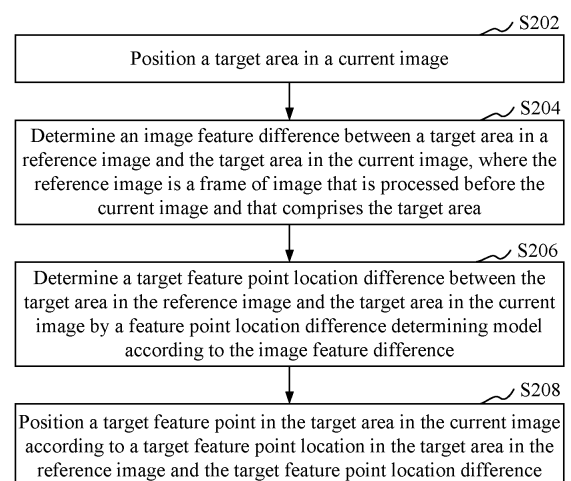 S202
Position a target area in a current image
S204
Determine an image feature difference between a target area in a
reference image and the target area in the current image, where the
reference image is a frame of image that is processed before the
current image and that comprises the target area
S206
Determine a target feature point location difference between the
target area in the reference image and the target area in the current
image by a feature point location difference determining model
according to the image feature difference
S208
Position a target feature point in the target area in the current image
according to a target feature point location in the target area in the
reference image and the target feature point location difference